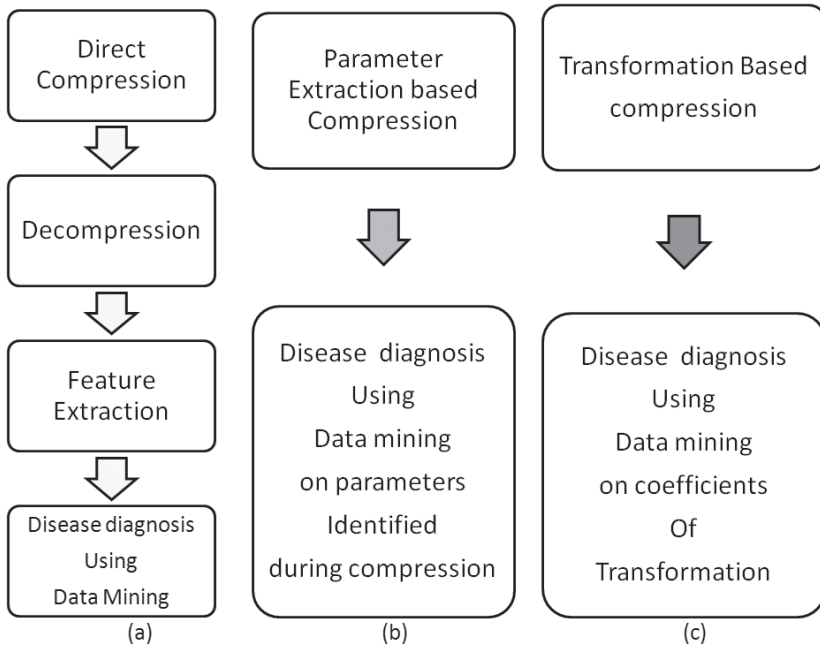 Direct
Compression
Decompression
Feature
Extraction
Disease diagnosis
Using
Data Mining
(a)
Parameter
Extraction based
Compression
Disease diagnosis
Using
Data mining
on parameters
Identified
during compression
(b)
Transformation Based
compression
Disease diagnosis
Using
Data mining
on coefficients
Of
Transformation
(c)